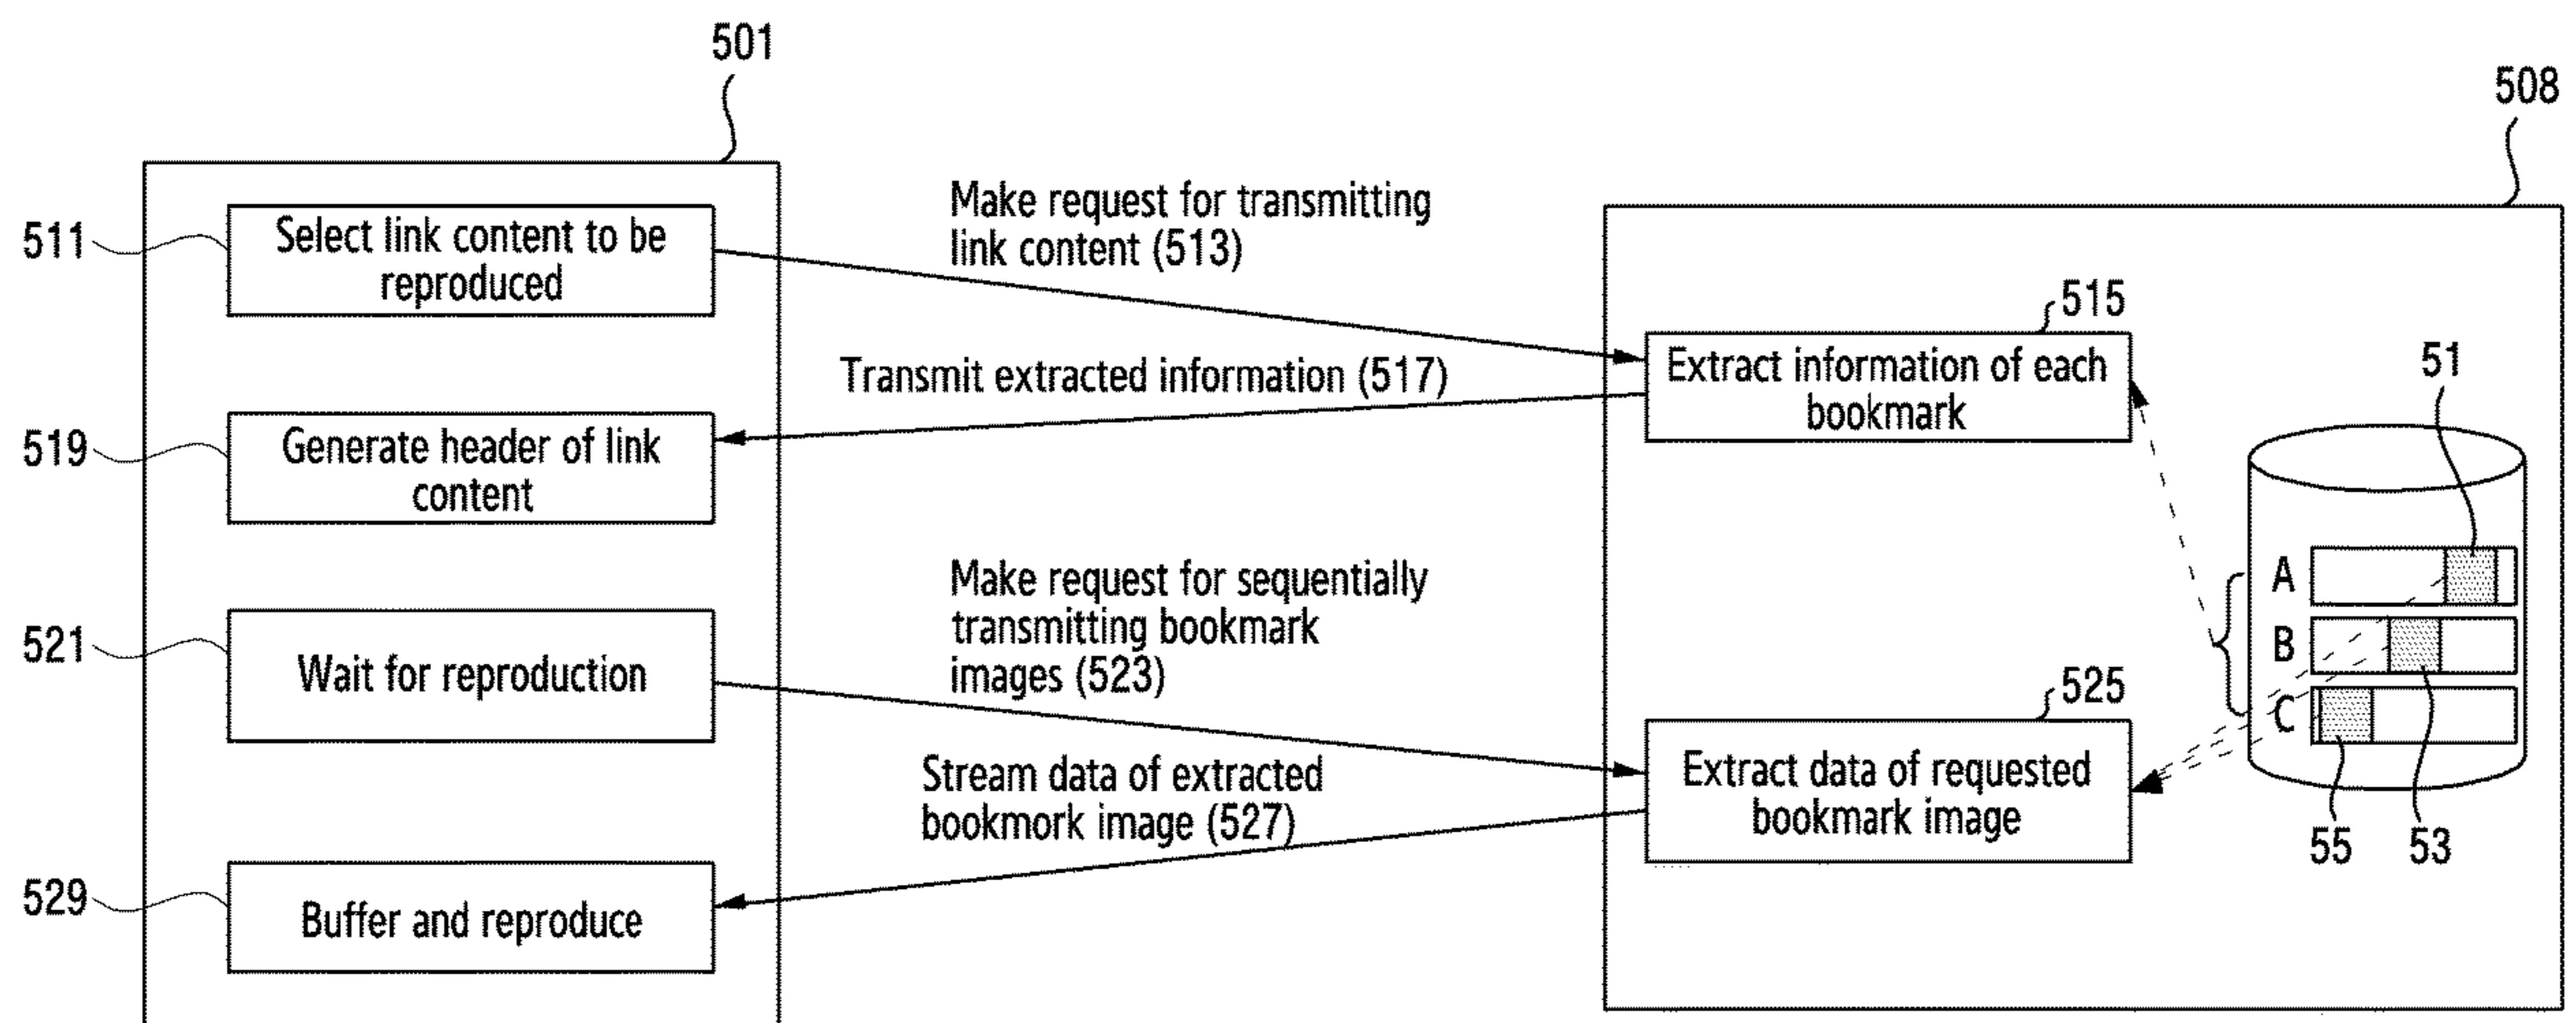 501
508
511
Select link content to be
reproduced
Make request for transmitting
link content (513)
515
Extract information of each
bookmark
Transmit extracted information (517)
519
Generate header of link
content
51
A
B
C
53
55
521
Wait for reproduction
Make request for sequentially
transmitting bookmark
images (523)
525
Extract data of requested
bookmark image
Stream data of extracted
bookmork image (527)
529
Buffer and reproduce